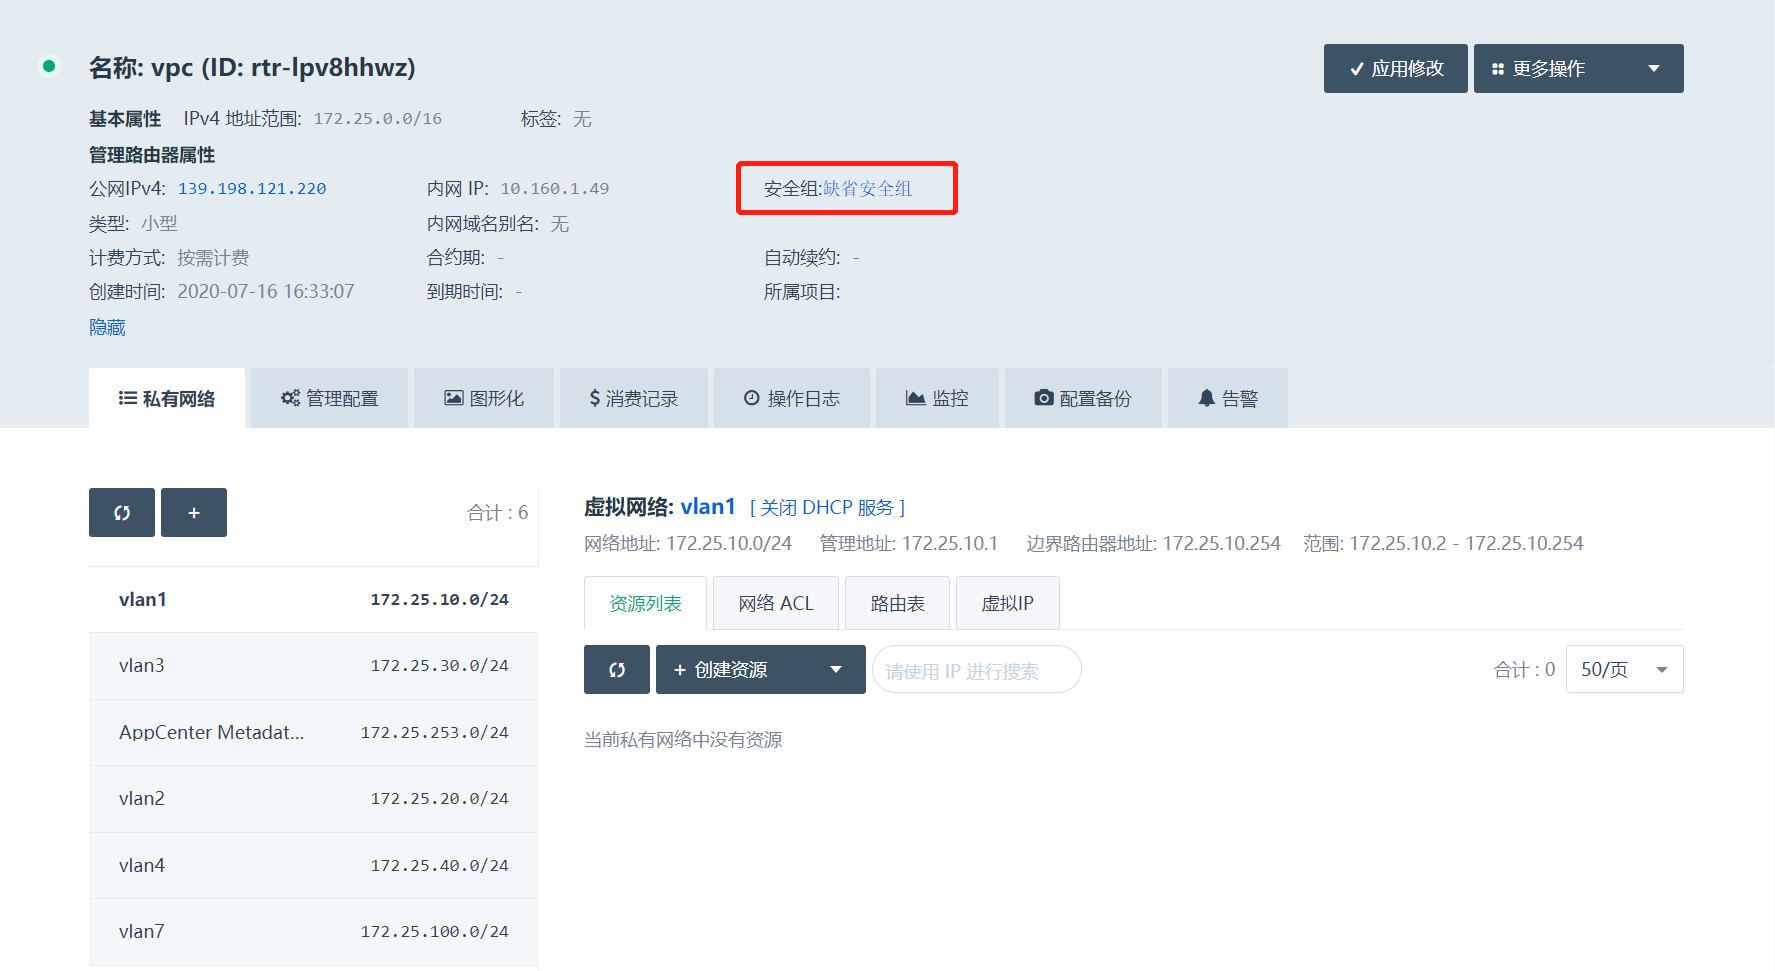 名称: vpc (ID: rtr-lpv8hhwz)
应用修改 更多操作
基本属性 IPv4 地址范围: 172.25.0.0/16 标签: 无
管理路由器属性
公网IPv4: 139.198.121.220 内网 IP: 10.160.1.49 安全组:缺省安全组
类型: 小型 内网域名别名: 无
计费方式: 按需计费 合约期: - 自动续约: -
创建时间: 2020-07-16 16:33:07 到期时间: - 所属项目:
隐藏
私有网络 管理配置 图形化 消费记录 操作日志 监控 配置备份 告警
合计 : 6
vlan1 172.25.10.0/24
vlan3 172.25.30.0/24
AppCenter Metadat... 172.25.253.0/24
vlan2 172.25.20.0/24
vlan4 172.25.40.0/24
vlan7 172.25.100.0/24
虚拟网络: vlan1 [ 关闭 DHCP 服务 ]
网络地址: 172.25.10.0/24 管理地址: 172.25.10.1 边界路由器地址: 172.25.10.254 范围: 172.25.10.2 - 172.25.10.254
资源列表 网络 ACL 路由表 虚拟IP
+ 创建资源 请使用 IP 进行搜索 合计 : 0 50/页
当前私有网络中没有资源